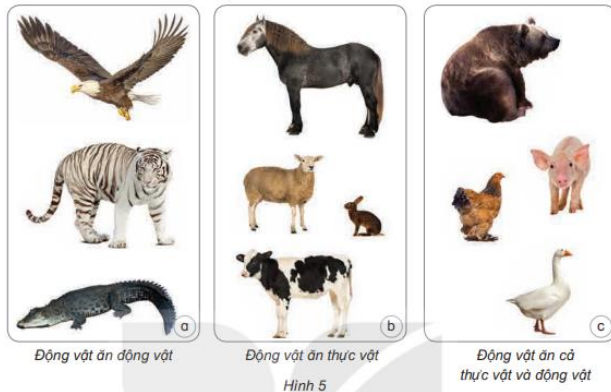 a
b
c
Động vật ăn động vật
Động vật ăn thực vật
Động vật ăn cả
thực vật và động vật
Hình 5